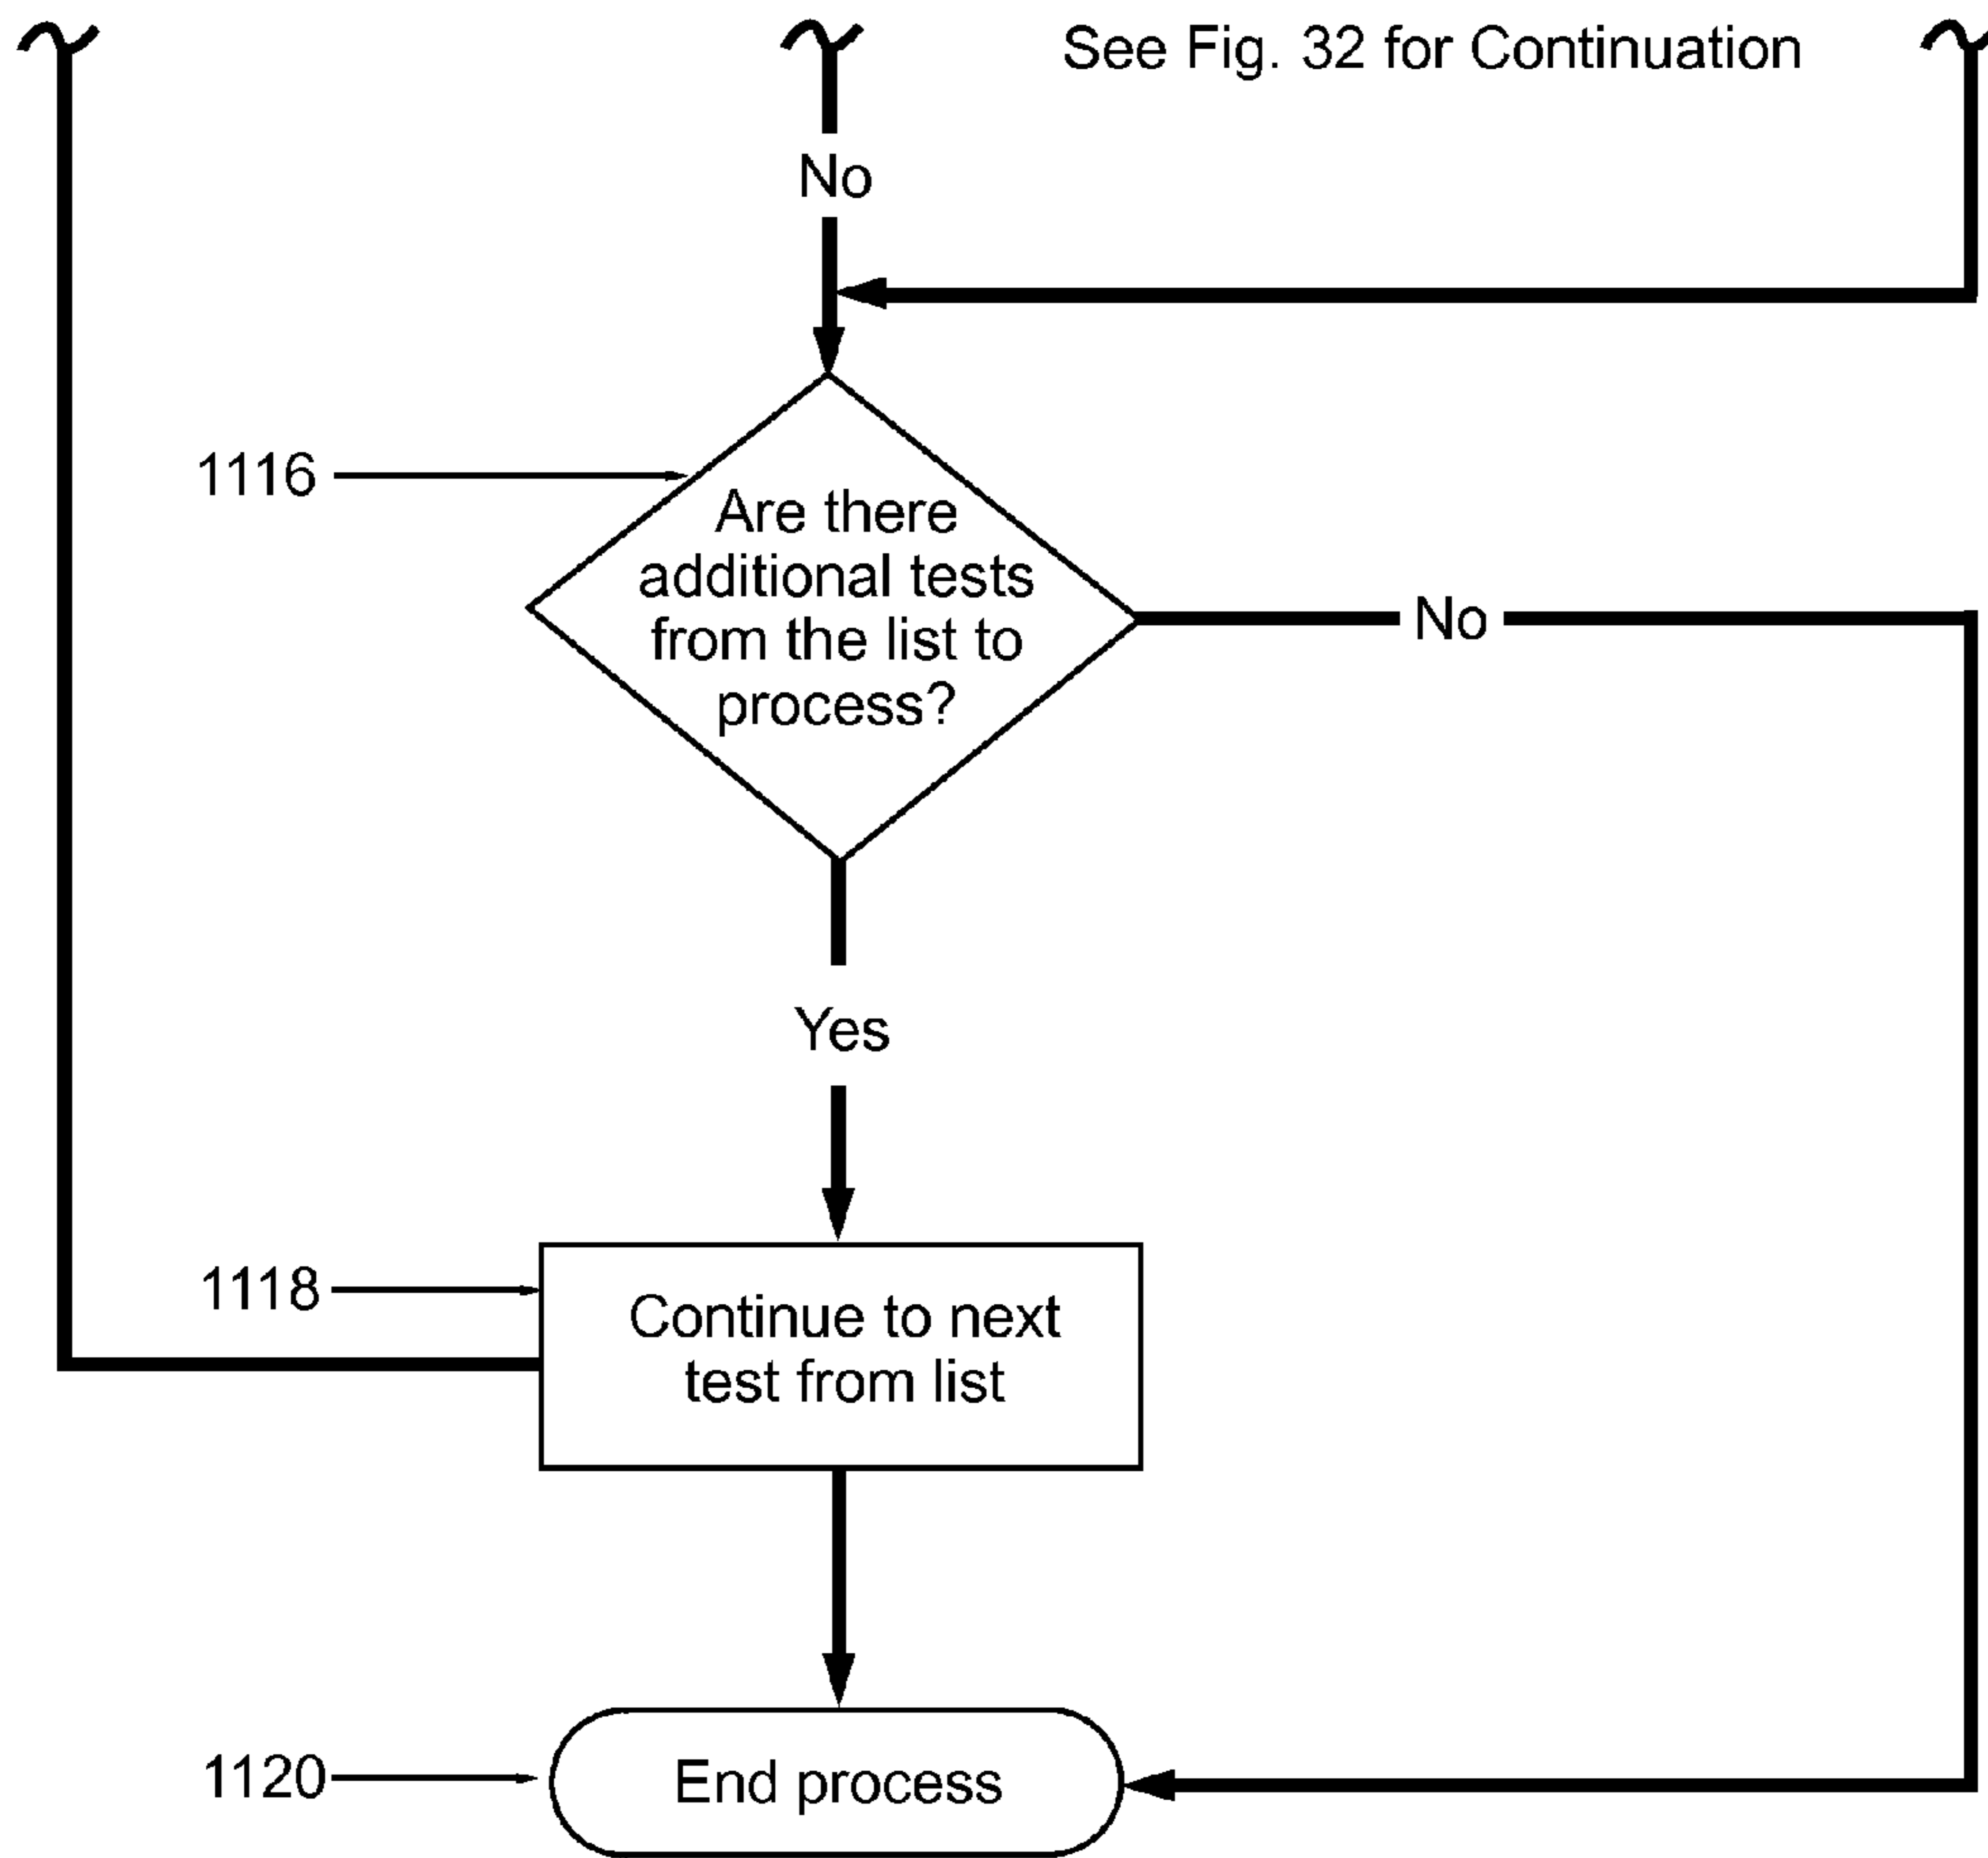 See Fig. 32 for Continuation
No
1116
Are there
additional tests
from the list to
process?
No
Yes
1118
Continue to next
test from list
1120
End process